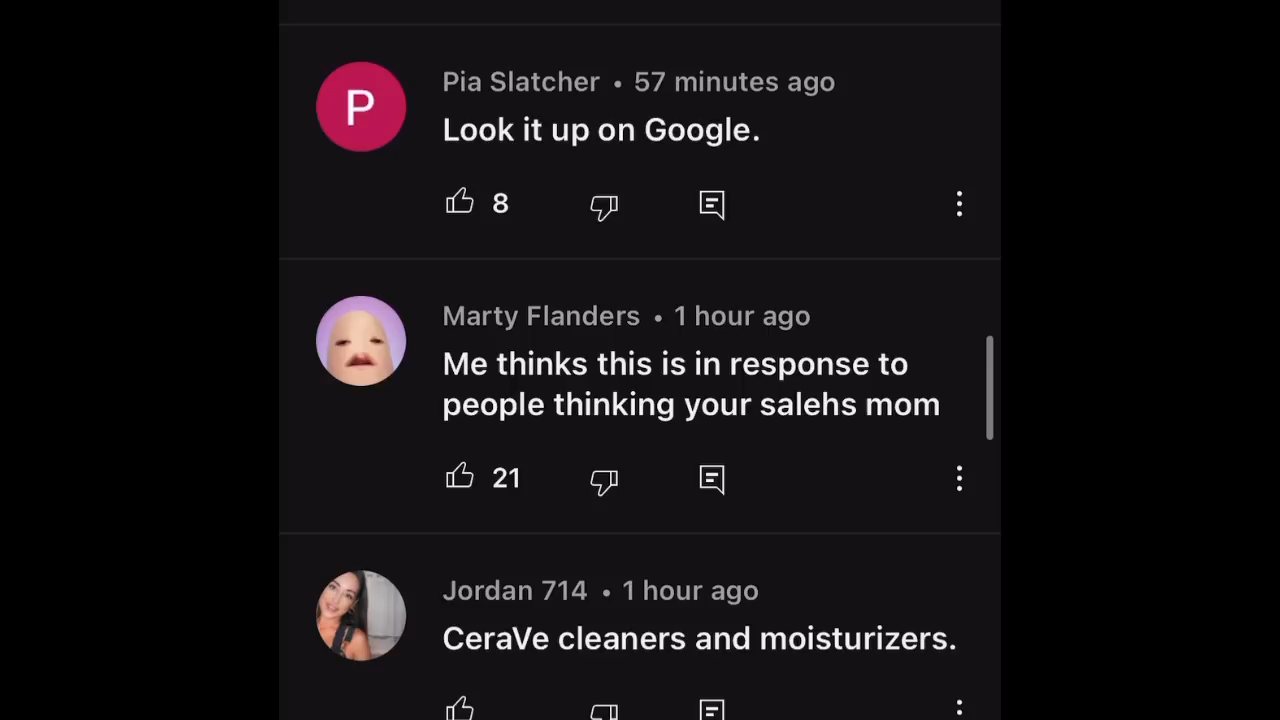 P
Pia Slatcher • 57 minutes ago
Look it up on Google.
8
Marty Flanders • 1 hour ago
Me thinks this is in response to
people thinking your salehs mom
21
Jordan 714 • 1 hour ago
CeraVe cleaners and moisturizers.